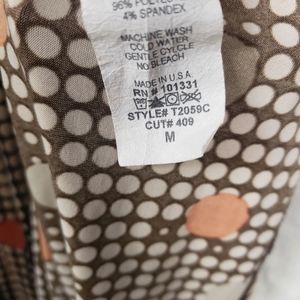 96% POLYESTER
4% SPANDEX
MACHINE WASH
COLD WATER
GENTLE CYLCLE
NO BLEACH
MADE IN U.S.A.
RN # 101331
STYLE# T2059C
CUT# 409
M